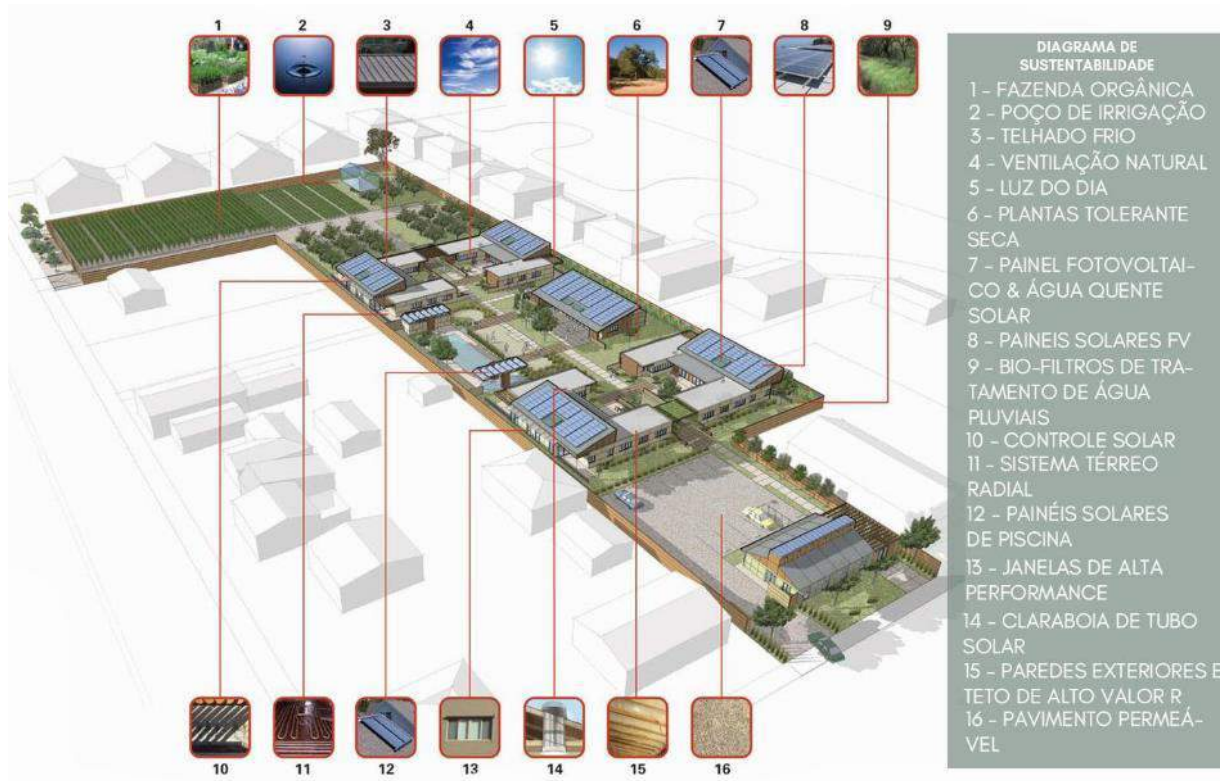 1 2 3 4 5 6 7 8 9
DIAGRAMA DE
SUSTENTABILIDADE
1 - FAZENDA ORGÂNICA
2 - POÇO DE IRRIGAÇÃO
3 - TELHADO FRIO
4 - VENTILAÇÃO NATURAL
5 - LUZ DO DIA
6 - PLANTAS TOLERANTE
SECA
7 - PAINEL FOTOVOLTAI-
CO & ÁGUA QUENTE
SOLAR
8 - PAINEIS SOLARES FV
9 - BIO-FILTROS DE TRA-
TAMENTO DE ÁGUA
PLUVIAIS
10 - CONTROLE SOLAR
11 - SISTEMA TÉRREO
RADIAL
12 - PAINÉIS SOLARES
DE PISCINA
13 - JANELAS DE ALTA
PERFORMANCE
14 - CLARABOIA DE TUBO
SOLAR
15 - PAREDES EXTERIORES E
TETO DE ALTO VALOR R
16 - PAVIMENTO PERMEÁ-
VEL
10 11 12 13 14 15 16